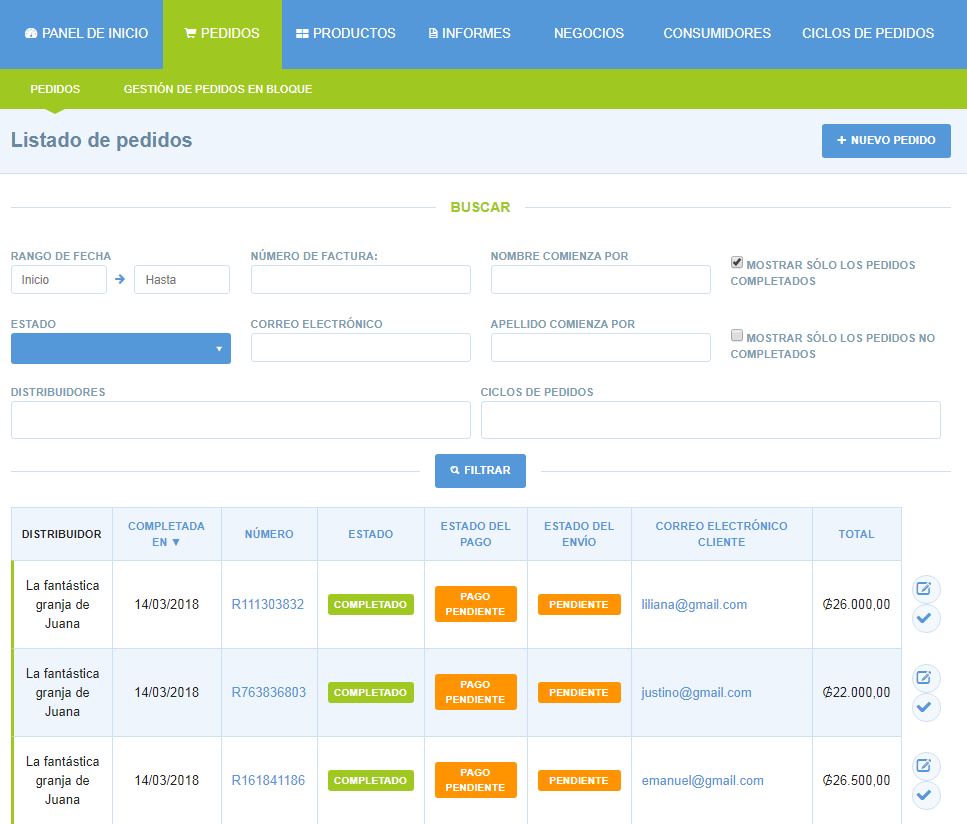 PANEL DE INICIO
PEDIDOS
PRODUCTOS
INFORMES
NEGOCIOS
CONSUMIDORES
CICLOS DE PEDIDOS
PEDIDOS
GESTIÓN DE PEDIDOS EN BLOQUE
Listado de pedidos
+ NUEVO PEDIDO
BUSCAR
RANGO DE FECHA
Inicio
Hasta
NÚMERO DE FACTURA:
NOMBRE COMIENZA POR
MOSTRAR SÓLO LOS PEDIDOS
COMPLETADOS
ESTADO
CORREO ELECTRÓNICO
APELLIDO COMIENZA POR
MOSTRAR SÓLO LOS PEDIDOS NO
COMPLETADOS
DISTRIBUIDORES
CICLOS DE PEDIDOS
FILTRAR
DISTRIBUIDOR
COMPLETADA
EN ▼
NÚMERO
ESTADO
ESTADO DEL
PAGO
ESTADO DEL
ENVÍO
CORREO ELECTRÓNICO
CLIENTE
TOTAL
La fantástica
granja de
Juana
14/03/2018
R111303832
COMPLETADO
PAGO
PENDIENTE
PENDIENTE
liliana@gmail.com
₡26.000,00
La fantástica
granja de
Juana
14/03/2018
R763836803
COMPLETADO
PAGO
PENDIENTE
PENDIENTE
justino@gmail.com
₡22.000,00
La fantástica
granja de
Juana
14/03/2018
R161841186
COMPLETADO
PAGO
PENDIENTE
PENDIENTE
emanuel@gmail.com
₡26.500,00